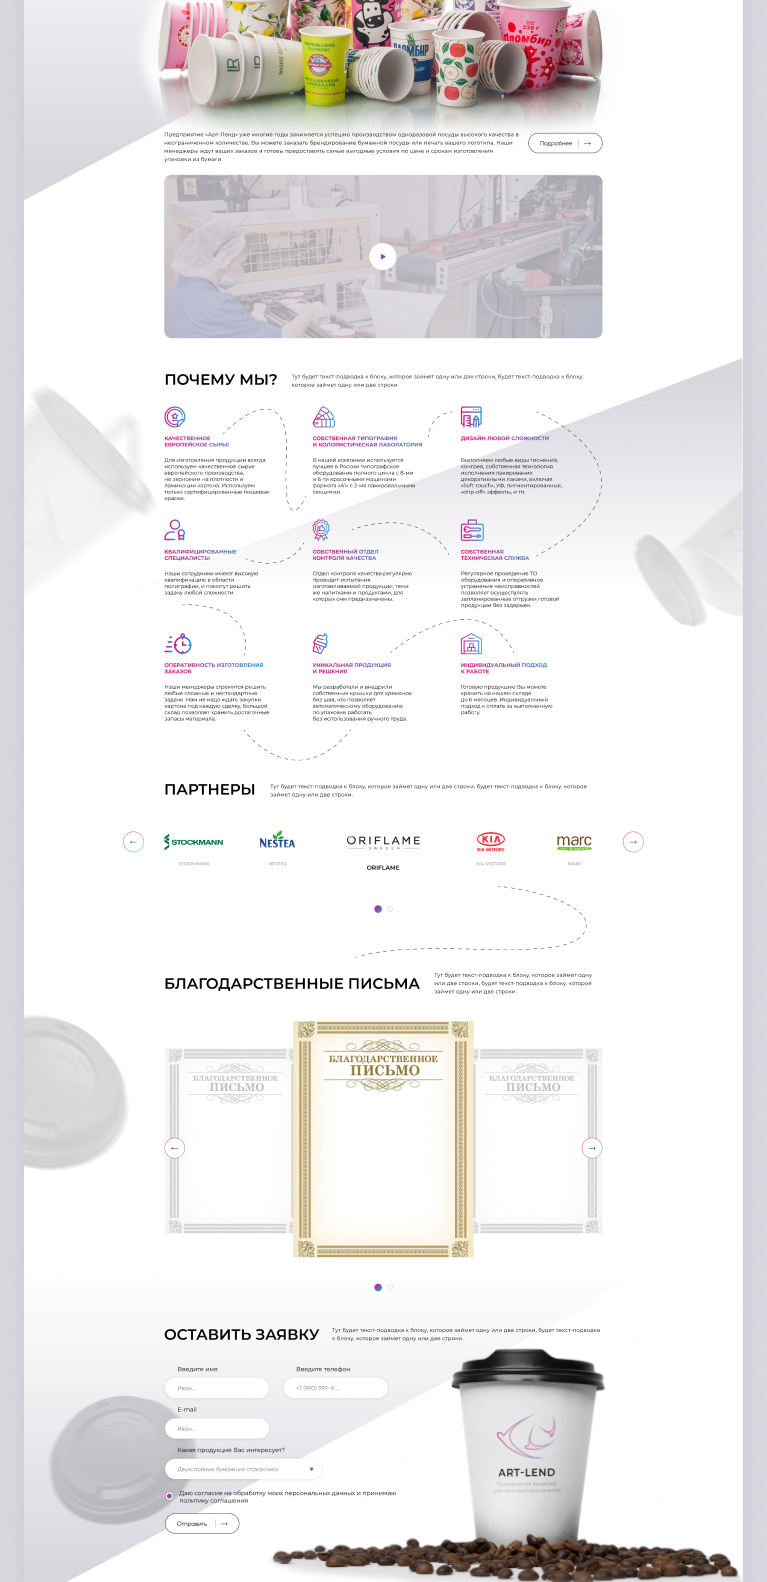 Пломбир
ПЛОМБИР
Предприятие «Арт-Ленд» уже многие годы занимается успешно производством одноразовой посуды высокого качества в
неограниченном количестве. Вы можете заказать брендирование бумажной посуды или печать вашего логотипа. Наши
менеджеры ждут ваших заказов и готовы предоставить самые выгодные условия по цене и срокам изготовления
упаковки из бумаги
Подробнее →
ПОЧЕМУ МЫ?
Тут будет текст-подводка к блоку, которое займет одну или две строки, будет текст-подводка к блоку,
которое займет одну или две строки.
КАЧЕСТВЕННОЕ
ЕВРОПЕЙСКОЕ СЫРЬЕ
Для изготовления продукции всегда
используем качественное сырье
европейского производства,
не экономим на плотности и
ламинации картона. Используем
только сертифицированные пищевые
краски.
СОБСТВЕННАЯ ТИПОГРАФИЯ
И КОЛОРИСТИЧЕСКАЯ ЛАБОРАТОРИЯ
В нашей компании используется
лучшее в России типографское
оборудование полного цикла с 8-ми
и 6-ти красочными машинами
формата «А1» с 2-мя лакировальными
секциями.
ДИЗАЙН ЛЮБОЙ СЛОЖНОСТИ
Выполняем любые виды тиснений,
конгрев, собственная технология
исполнения лакирования
декоративными лаками, включая
«Soft-touch», УФ, пигментированные,
«drip-off» эффекты, и тп.
КВАЛИФИЦИРОВАННЫЕ
СПЕЦИАЛИСТЫ
Наши сотрудники имеют высокую
квалификацию в области
полиграфии, и помогут решить
задачу любой сложности.
СОБСТВЕННЫЙ ОТДЕЛ
КОНТРОЛЯ КАЧЕСТВА
Отдел контроля качества регулярно
проводит испытания
изготавливаемой продукции, теми
же напитками и продуктами, для
которых они предназначены.
СОБСТВЕННАЯ
ТЕХНИЧЕСКАЯ СЛУЖБА
Регулярное проведение ТО
оборудования и оперативное
устранение неисправностей
позволяет осуществлять
запланированные отгрузки готовой
продукции без задержек.
ОПЕРАТИВНОСТЬ ИЗГОТОВЛЕНИЯ
ЗАКАЗОВ
Наши менеджеры стремятся решить
любые сложные и нестандартные
задачи. Нам не надо ждать закупки
картона под каждую сделку, большой
склад позволяет хранить достаточные
запасы материала.
УНИКАЛЬНАЯ ПРОДУКЦИЯ
И РЕШЕНИЯ
Мы разработали и внедрили
собственные крышки для креманок
без шва, что позволяет
автоматическому оборудованию
по упаковке работать
без использования ручного труда.
ИНДИВИДУАЛЬНЫЙ ПОДХОД
К РАБОТЕ
Готовую продукцию Вы можете
хранить на нашем складе
до 6 месяцев. Индивидуальный
подход к оплате за выполненную
работу.
ПАРТНЕРЫ
Тут будет текст-подводка к блоку, которое займет одну или две строки, будет текст-подводка к блоку, которое
займет одну или две строки.
STOCKMANN
NESTEA
ORIFLAME
SWEDEN
KIA
KIA MOTORS
marc
STOCKMANN
NESTEA
ORIFLAME
KIA MOTORS
MARC
БЛАГОДАРСТВЕННЫЕ ПИСЬМА
Тут будет текст-подводка к блоку, которое займет одну
или две строки, будет текст-подводка к блоку, которое
займет одну или две строки.
БЛАГОДАРСТВЕННОЕ
ПИСЬМО
БЛАГОДАРСТВЕННОЕ
ПИСЬМО
БЛАГОДАРСТВЕННОЕ
ПИСЬМО
ОСТАВИТЬ ЗАЯВКУ
Тут будет текст-подводка к блоку, которое займет одну или две строки, будет текст-подводка
к блоку, которое займет одну или две строки.
Введите имя
Введите телефон
Иван...
+7 (990) 999-9...
E-mail
Иван...
Какая продукция Вас интересует?
Двухслойные бумажные стаканчики
Даю согласие на обработку моих персональных данных и принимаю
политику соглашения
Отправить →
ART-LEND